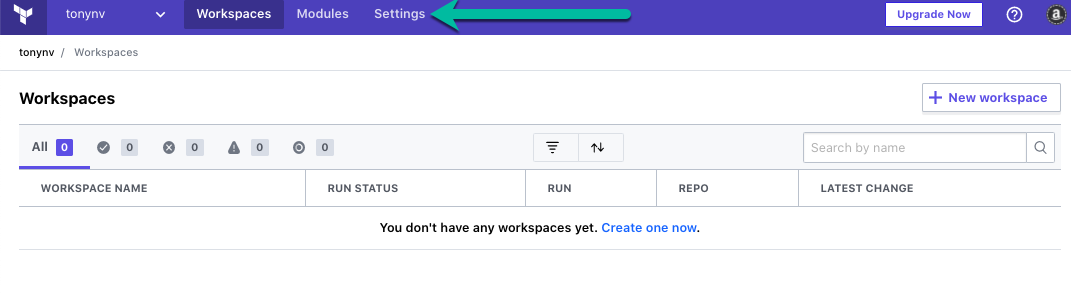 tonynv Workspaces Modules Settings Upgrade Now
tonynv / Workspaces
Workspaces + New workspace
All 0 0 0 0 0 Search by name
WORKSPACE NAME RUN STATUS RUN REPO LATEST CHANGE
You don't have any workspaces yet. Create one now.